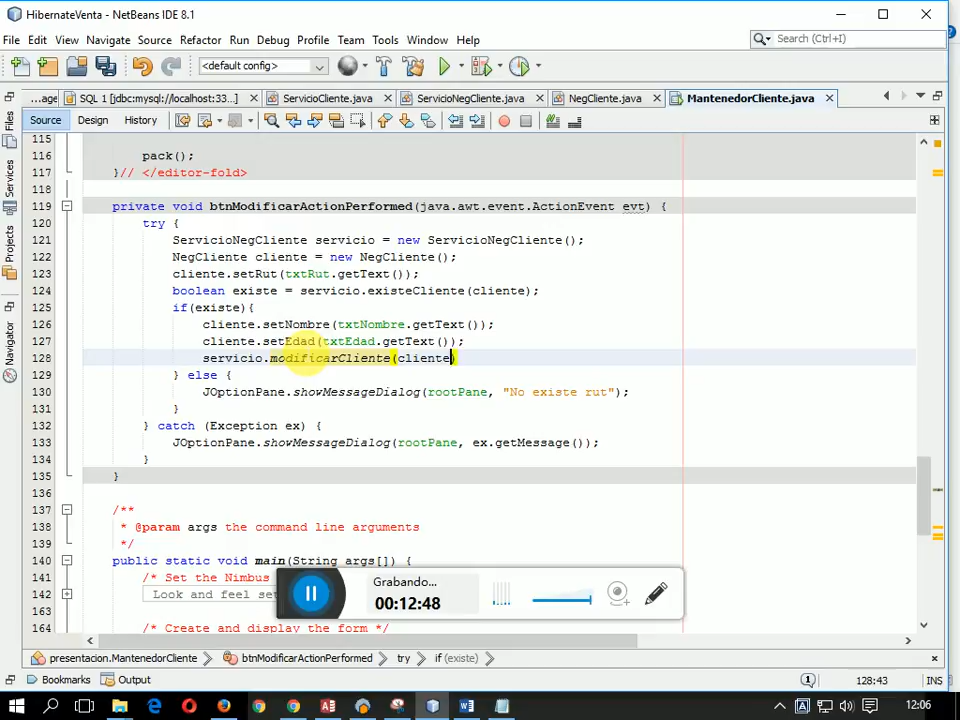 HibernateVenta - NetBeans IDE 8.1
File Edit View Navigate Source Refactor Run Debug Profile Team Tools Window Help
Search (Ctrl+I)
<default config>
...age SQL 1 [jdbc:mysql://localhost:33... ServicioCliente.java ServicioNegCliente.java NegCliente.java MantenedorCliente.java
Source Design History
Files
Services
Projects
Navigator
115
116 pack();
117 }// </editor-fold>
118
119 private void btnModificarActionPerformed(java.awt.event.ActionEvent evt) {
120 try {
121 ServicioNegCliente servicio = new ServicioNegCliente();
122 NegCliente cliente = new NegCliente();
123 cliente.setRut(txtRut.getText());
124 boolean existe = servicio.existeCliente(cliente);
125 if(existe){
126 cliente.setNombre(txtNombre.getText());
127 cliente.setEdad(txtEdad.getText());
128 servicio.modificarCliente(cliente)
129 } else {
130 JOptionPane.showMessageDialog(rootPane, "No existe rut");
131 }
132 } catch (Exception ex) {
133 JOptionPane.showMessageDialog(rootPane, ex.getMessage());
134 }
135 }
136
137 /**
138 * @param args the command line arguments
139 */
140 public static void main(String args[]) {
141 /* Set the Nimbus
142 Look and feel set
163
164 /* Create and display the form */
Grabando...
00:12:48
presentacion.MantenedorCliente btnModificarActionPerformed try if (existe)
Bookmarks Output
1 128:43 INS
12:06